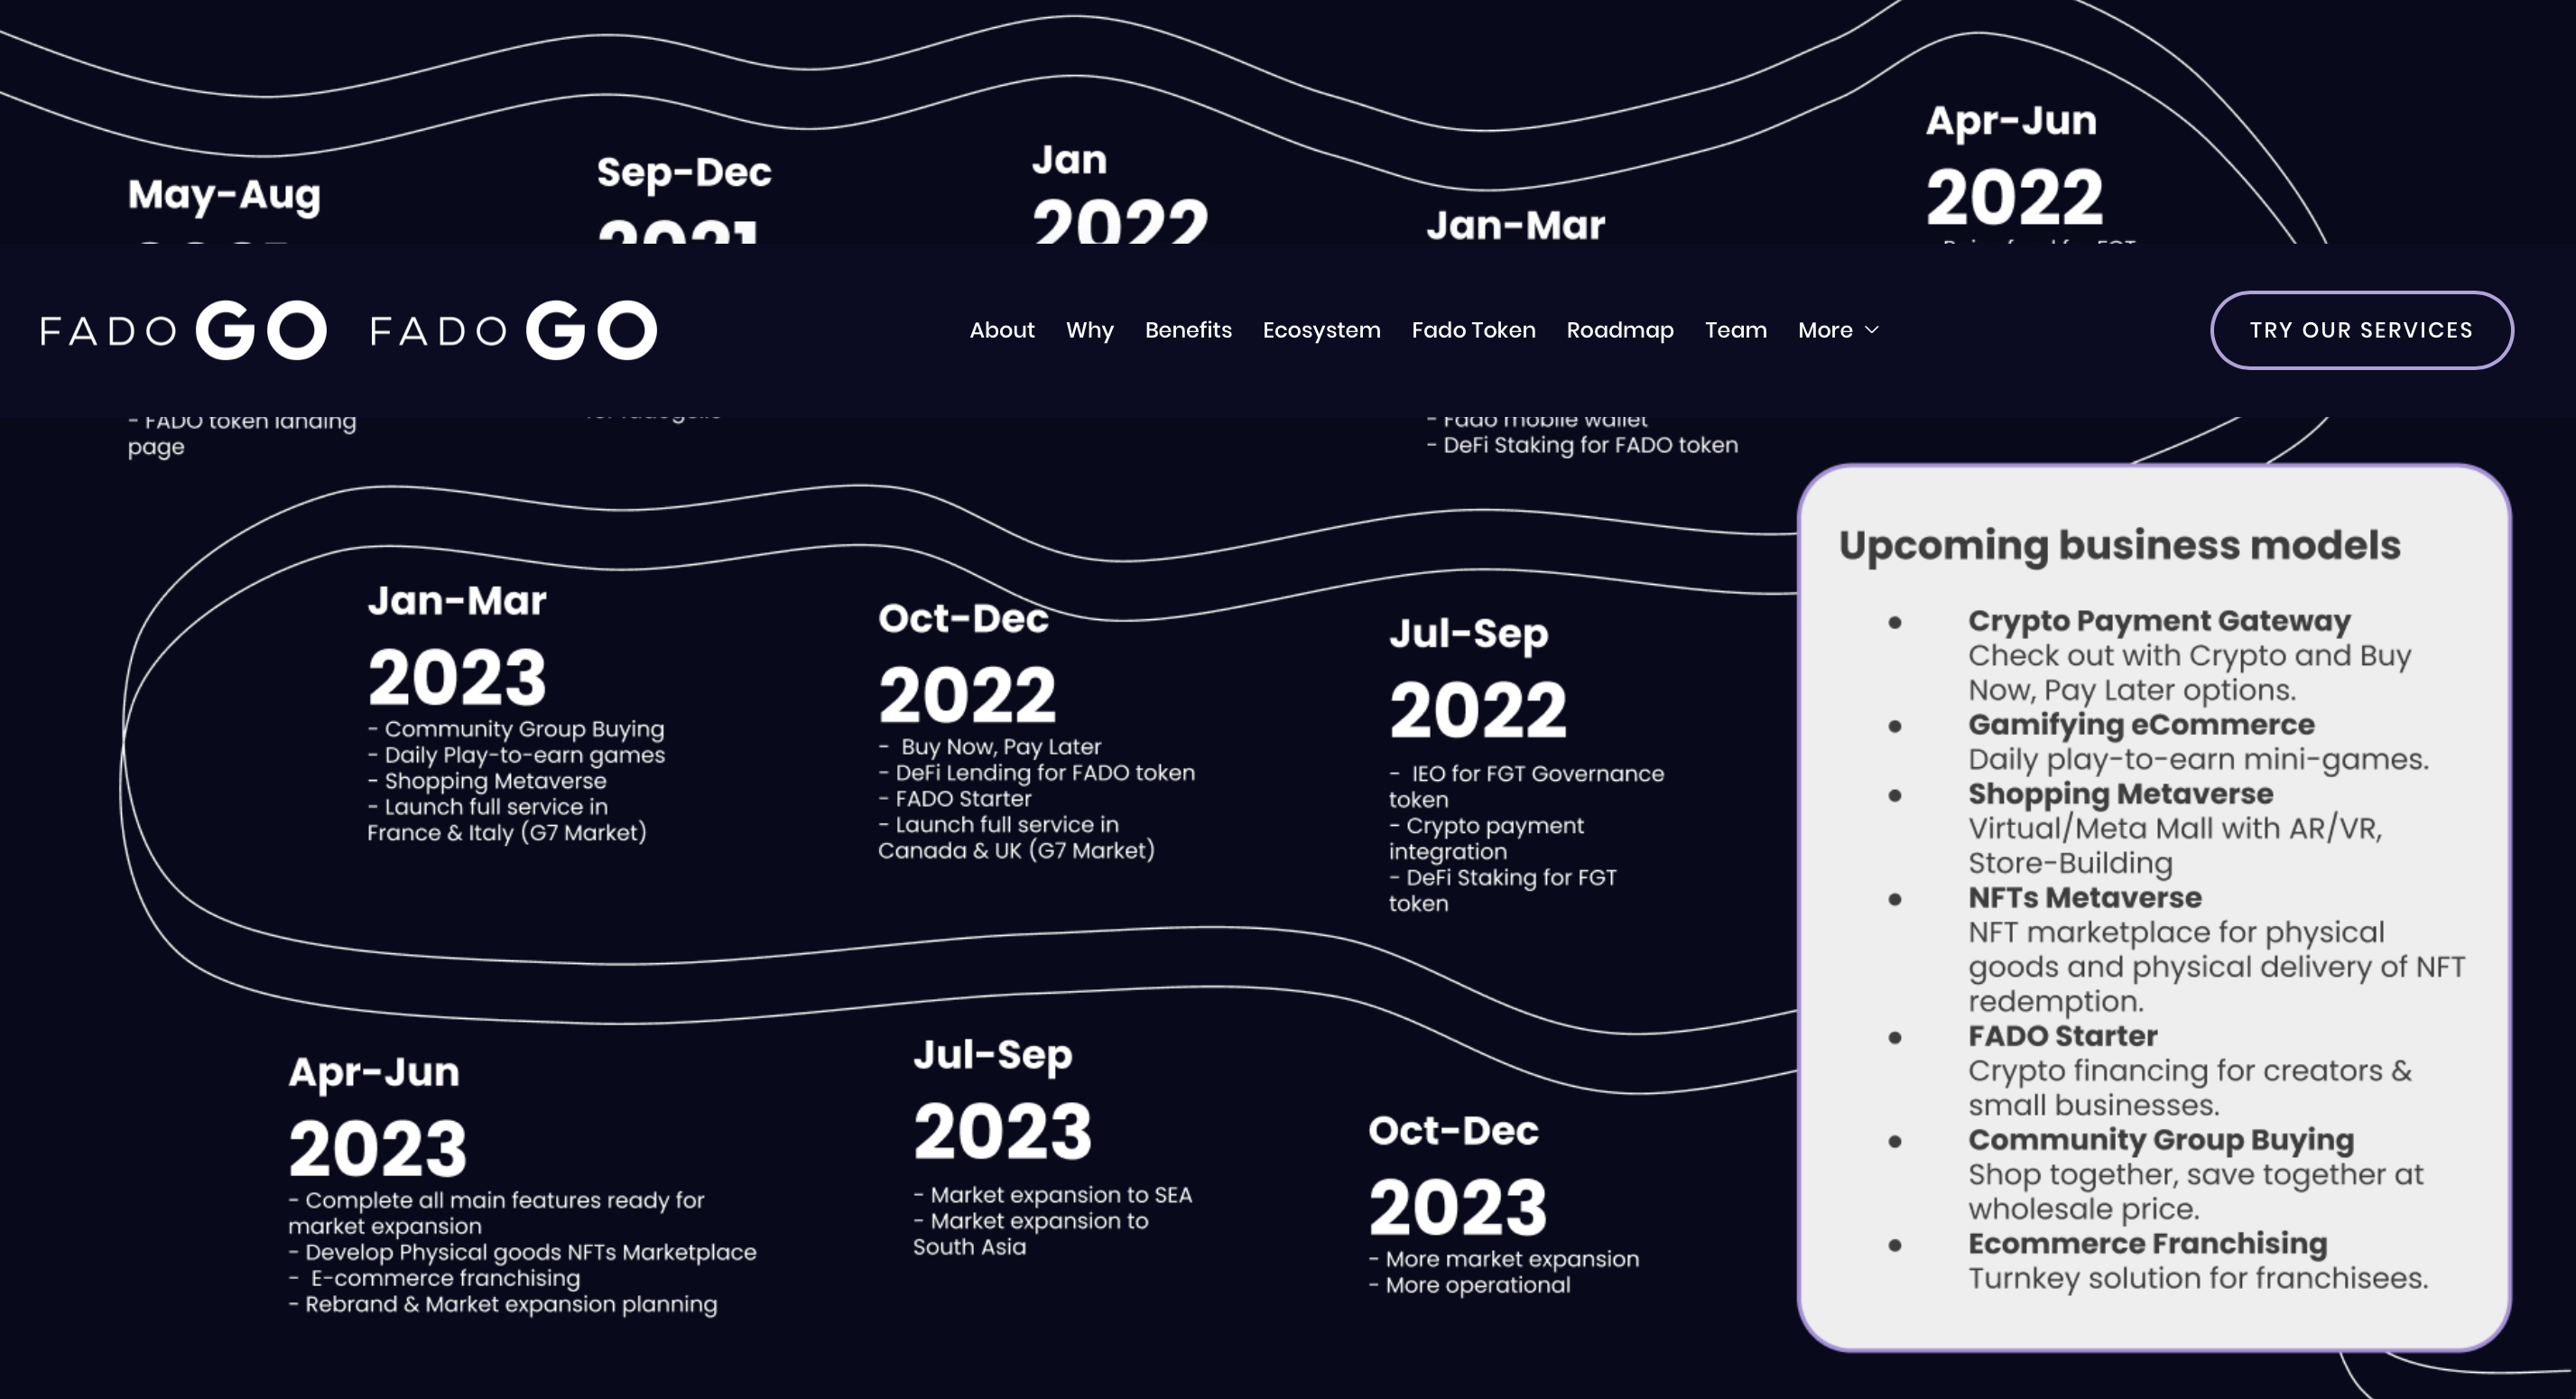 May-Aug
Sep-Dec
2021
Jan
2022
Jan-Mar
Apr-Jun
2022
FADO GO FADO GO
About Why Benefits Ecosystem Fado Token Roadmap Team More
TRY OUR SERVICES
- FADO token landing
page
- Fado mobile wallet
- DeFi Staking for FADO token
Jan-Mar
2023
- Community Group Buying
- Daily Play-to-earn games
- Shopping Metaverse
- Launch full service in
France & Italy (G7 Market)
Oct-Dec
2022
- Buy Now, Pay Later
- DeFi Lending for FADO token
- FADO Starter
- Launch full service in
Canada & UK (G7 Market)
Jul-Sep
2022
- IEO for FGT Governance
token
- Crypto payment
integration
- DeFi Staking for FGT
token
Apr-Jun
2023
- Complete all main features ready for
market expansion
- Develop Physical goods NFTs Marketplace
- E-commerce franchising
- Rebrand & Market expansion planning
Jul-Sep
2023
- Market expansion to SEA
- Market expansion to
South Asia
Oct-Dec
2023
- More market expansion
- More operational
Upcoming business models
• Crypto Payment Gateway
Check out with Crypto and Buy
Now, Pay Later options.
• Gamifying eCommerce
Daily play-to-earn mini-games.
• Shopping Metaverse
Virtual/Meta Mall with AR/VR,
Store-Building
• NFTs Metaverse
NFT marketplace for physical
goods and physical delivery of NFT
redemption.
• FADO Starter
Crypto financing for creators &
small businesses.
• Community Group Buying
Shop together, save together at
wholesale price.
• Ecommerce Franchising
Turnkey solution for franchisees.